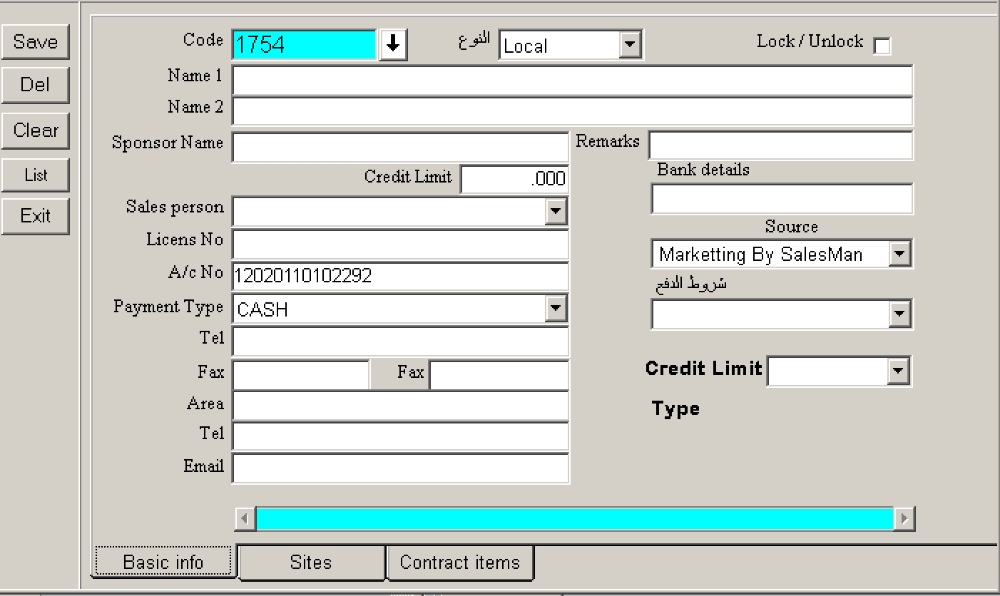 Save
Del
Clear
List
Exit
Code 1754 النوع Local Lock / Unlock
Name 1
Name 2
Sponsor Name Remarks
Credit Limit .000 Bank details
Sales person
Source
Licens No
Marketting By SalesMan
A/c No 12020110102292
شروط الدفع
Payment Type CASH
Tel
Fax Fax Credit Limit
Area Type
Tel
Email
Basic info Sites Contract items